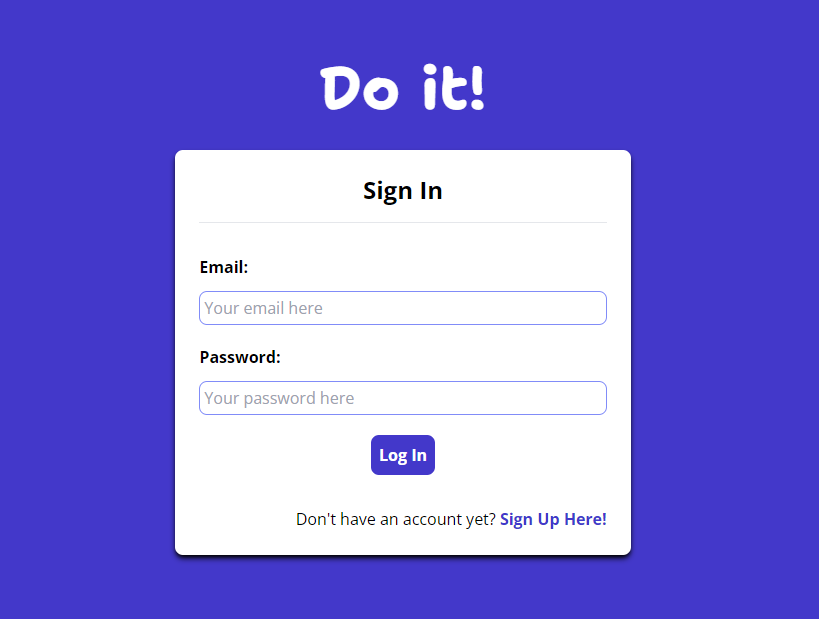 Do it!
Sign In
Email:
Your email here
Password:
Your password here
Log In
Don't have an account yet? Sign Up Here!